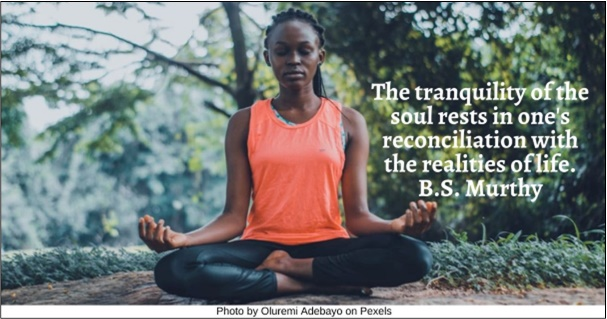 The tranquility of the
soul rests in one's
reconciliation with
the realities of life.
B.S. Murthy
Photo by Oluremi Adebayo on Pexels